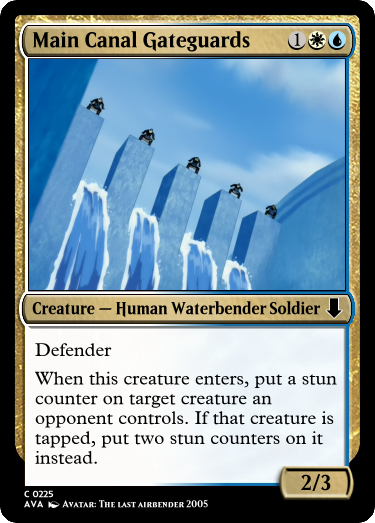 Main Canal Gateguards 1
Creature — Human Waterbender Soldier
Defender
When this creature enters, put a stun
counter on target creature an
opponent controls. If that creature is
tapped, put two stun counters on it
instead.
2/3
C 0225
AVA Avatar: The last airbender 2005